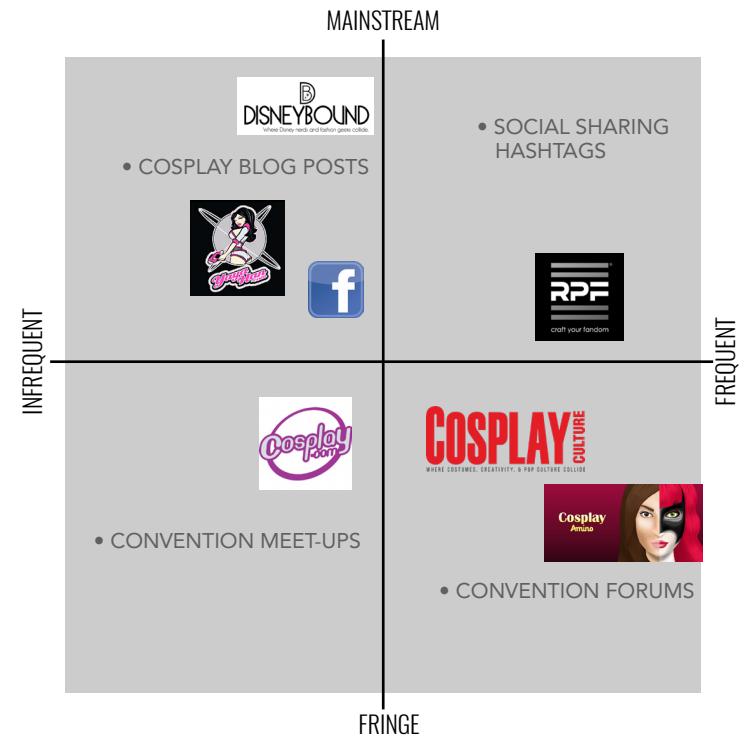 MAINSTREAM
B
DISNEYBOUND
Where Disney nerds and fashion geeks collide.
• SOCIAL SHARING
HASHTAGS
• COSPLAY BLOG POSTS
f
RPF
craft your fandom
INFREQUENT
FREQUENT
Cosplay
.com
COSPLAY
CULTURE
WHERE COSTUMES, CREATIVITY, & POP CULTURE COLLIDE
Cosplay
Amino
• CONVENTION MEET-UPS
• CONVENTION FORUMS
FRINGE